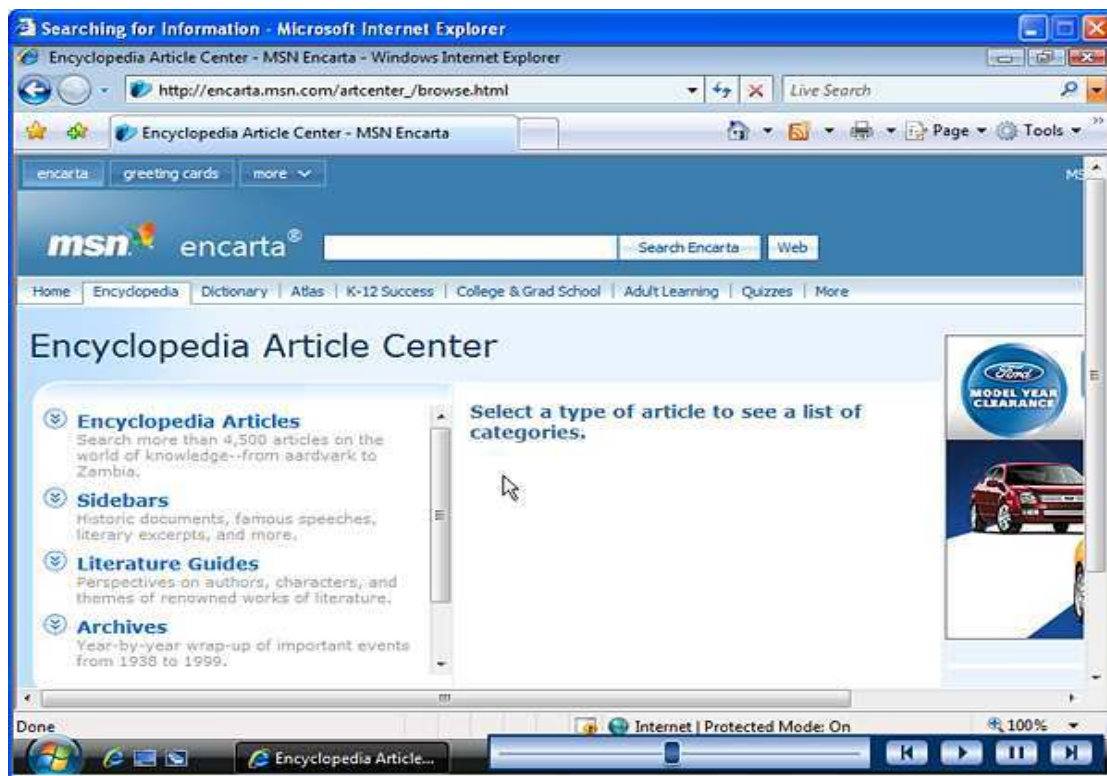 Searching for Information - Microsoft Internet Explorer
Encyclopedia Article Center - MSN Encarta - Windows Internet Explorer
http://encarta.msn.com/artcenter_/browse.html
Live Search
Encyclopedia Article Center - MSN Encarta
Page
Tools
encarta greeting cards more
MS
msn encarta®
Search Encarta Web
Home Encyclopedia Dictionary | Atlas | K-12 Success | College & Grad School | Adult Learning | Quizzes | More
Encyclopedia Article Center
Ford
MODEL YEAR
CLEARANCE
Encyclopedia Articles
Search more than 4,500 articles on the
world of knowledge--from aardvark to
Zambia.
Sidebars
Historic documents, famous speeches,
literary excerpts, and more.
Literature Guides
Perspectives on authors, characters, and
themes of renowned works of literature.
Archives
Year-by-year wrap-up of important events
from 1938 to 1999.
Select a type of article to see a list of
categories.
Done
Internet | Protected Mode: On
100%
Encyclopedia Article...